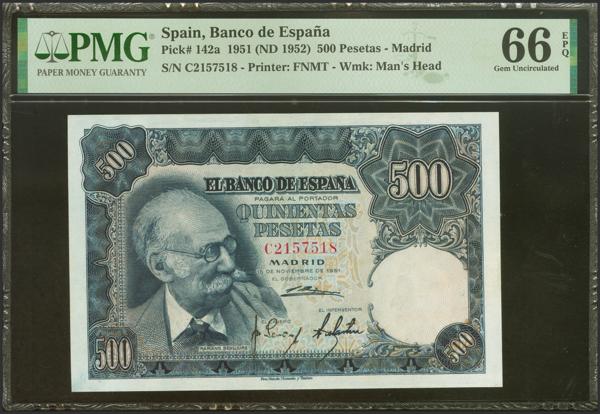 PMG
PAPER MONEY GUARANTY
Spain, Banco de España
Pick# 142a 1951 (ND 1952) 500 Pesetas - Madrid
S/N C2157518 - Printer: FNMT - Wmk: Man's Head
66 EPQ
Gem Uncirculated
500
500
EL BANCO DE ESPAÑA
PAGARÁ AL PORTADOR
QUINIENTAS
PESETAS
C2157518
MADRID
15 DE NOVIEMBRE DE 1951
EL GOBERNADOR
EL INTERVENTOR
MARIANO BENLLIURE
500
500